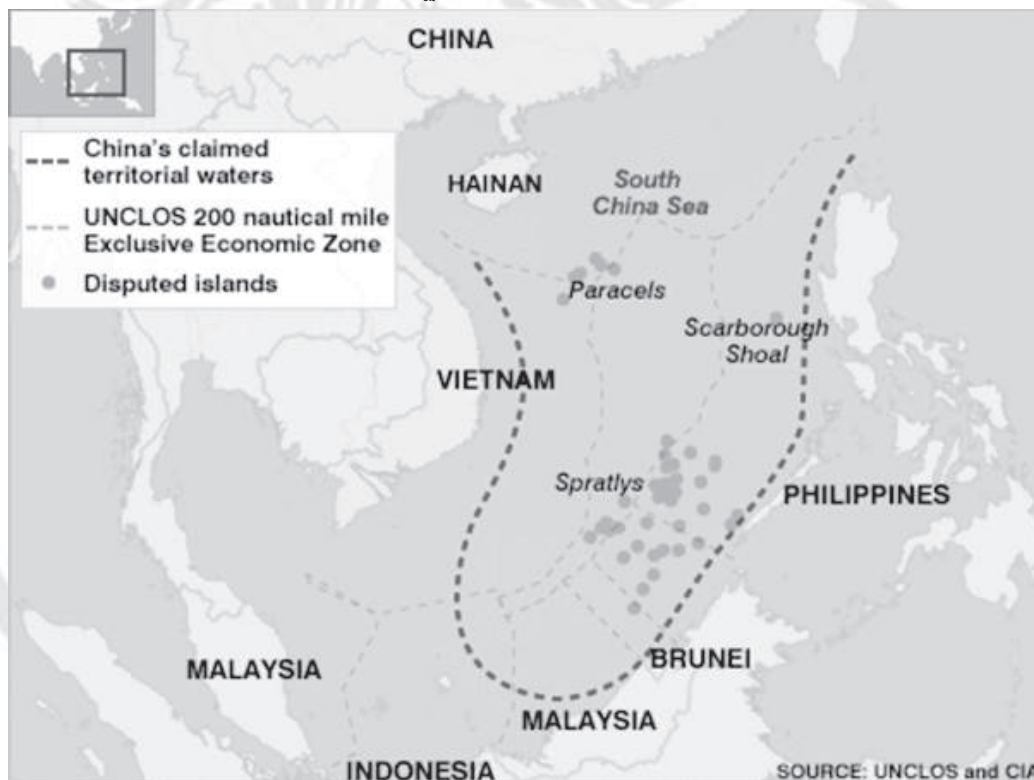 CHINA
China's claimed
territorial waters
UNCLOS 200 nautical mile
Exclusive Economic Zone
Disputed islands
HAINAN
South
China Sea
Paracels
Scarborough
Shoal
VIETNAM
Spratlys
PHILIPPINES
MALAYSIA
BRUNEI
MALAYSIA
INDONESIA
SOURCE: UNCLOS and CIA